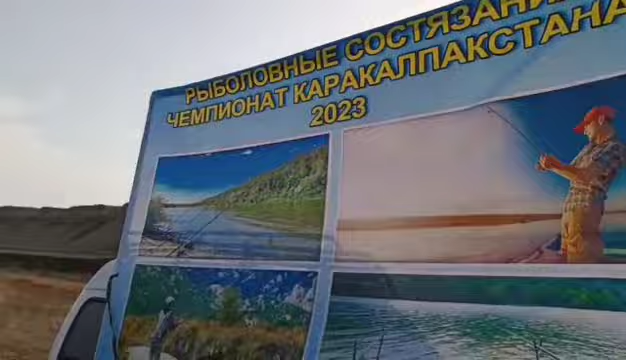 РЫБОЛОВНЫЕ СОСТЯЗАНИ
ЧЕМПИОНАТ КАРАКАЛПАКСТАНА
2023